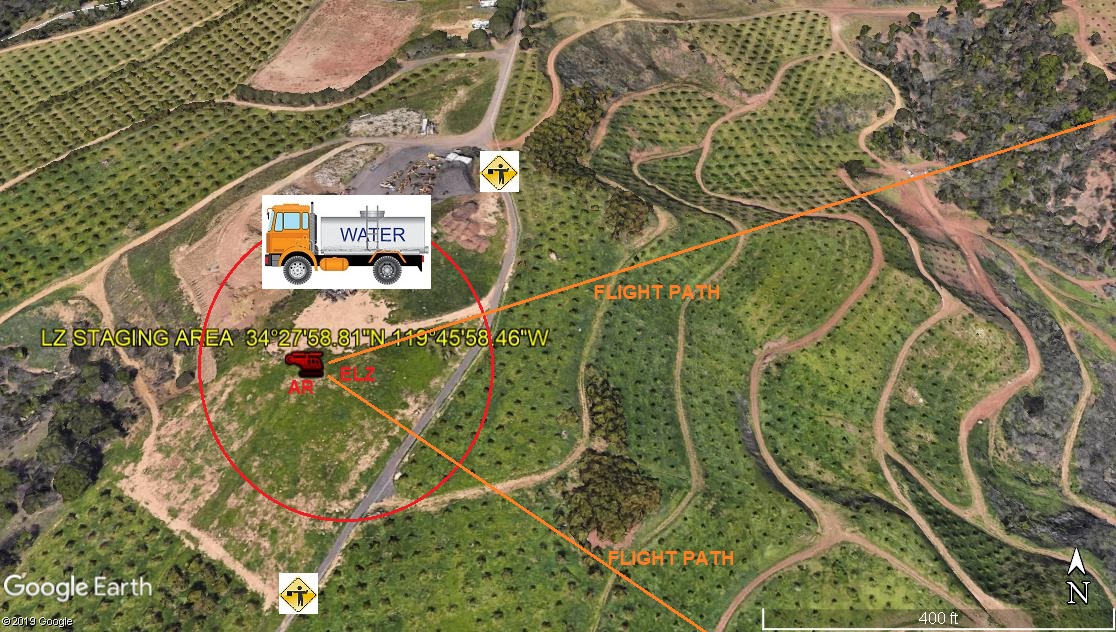 WATER
FLIGHT PATH
LZ STAGING AREA 34°27'58.81"N 119°45'58.46"W
AR ELZ
FLIGHT PATH
Google Earth
N
©2019 Google
400 ft